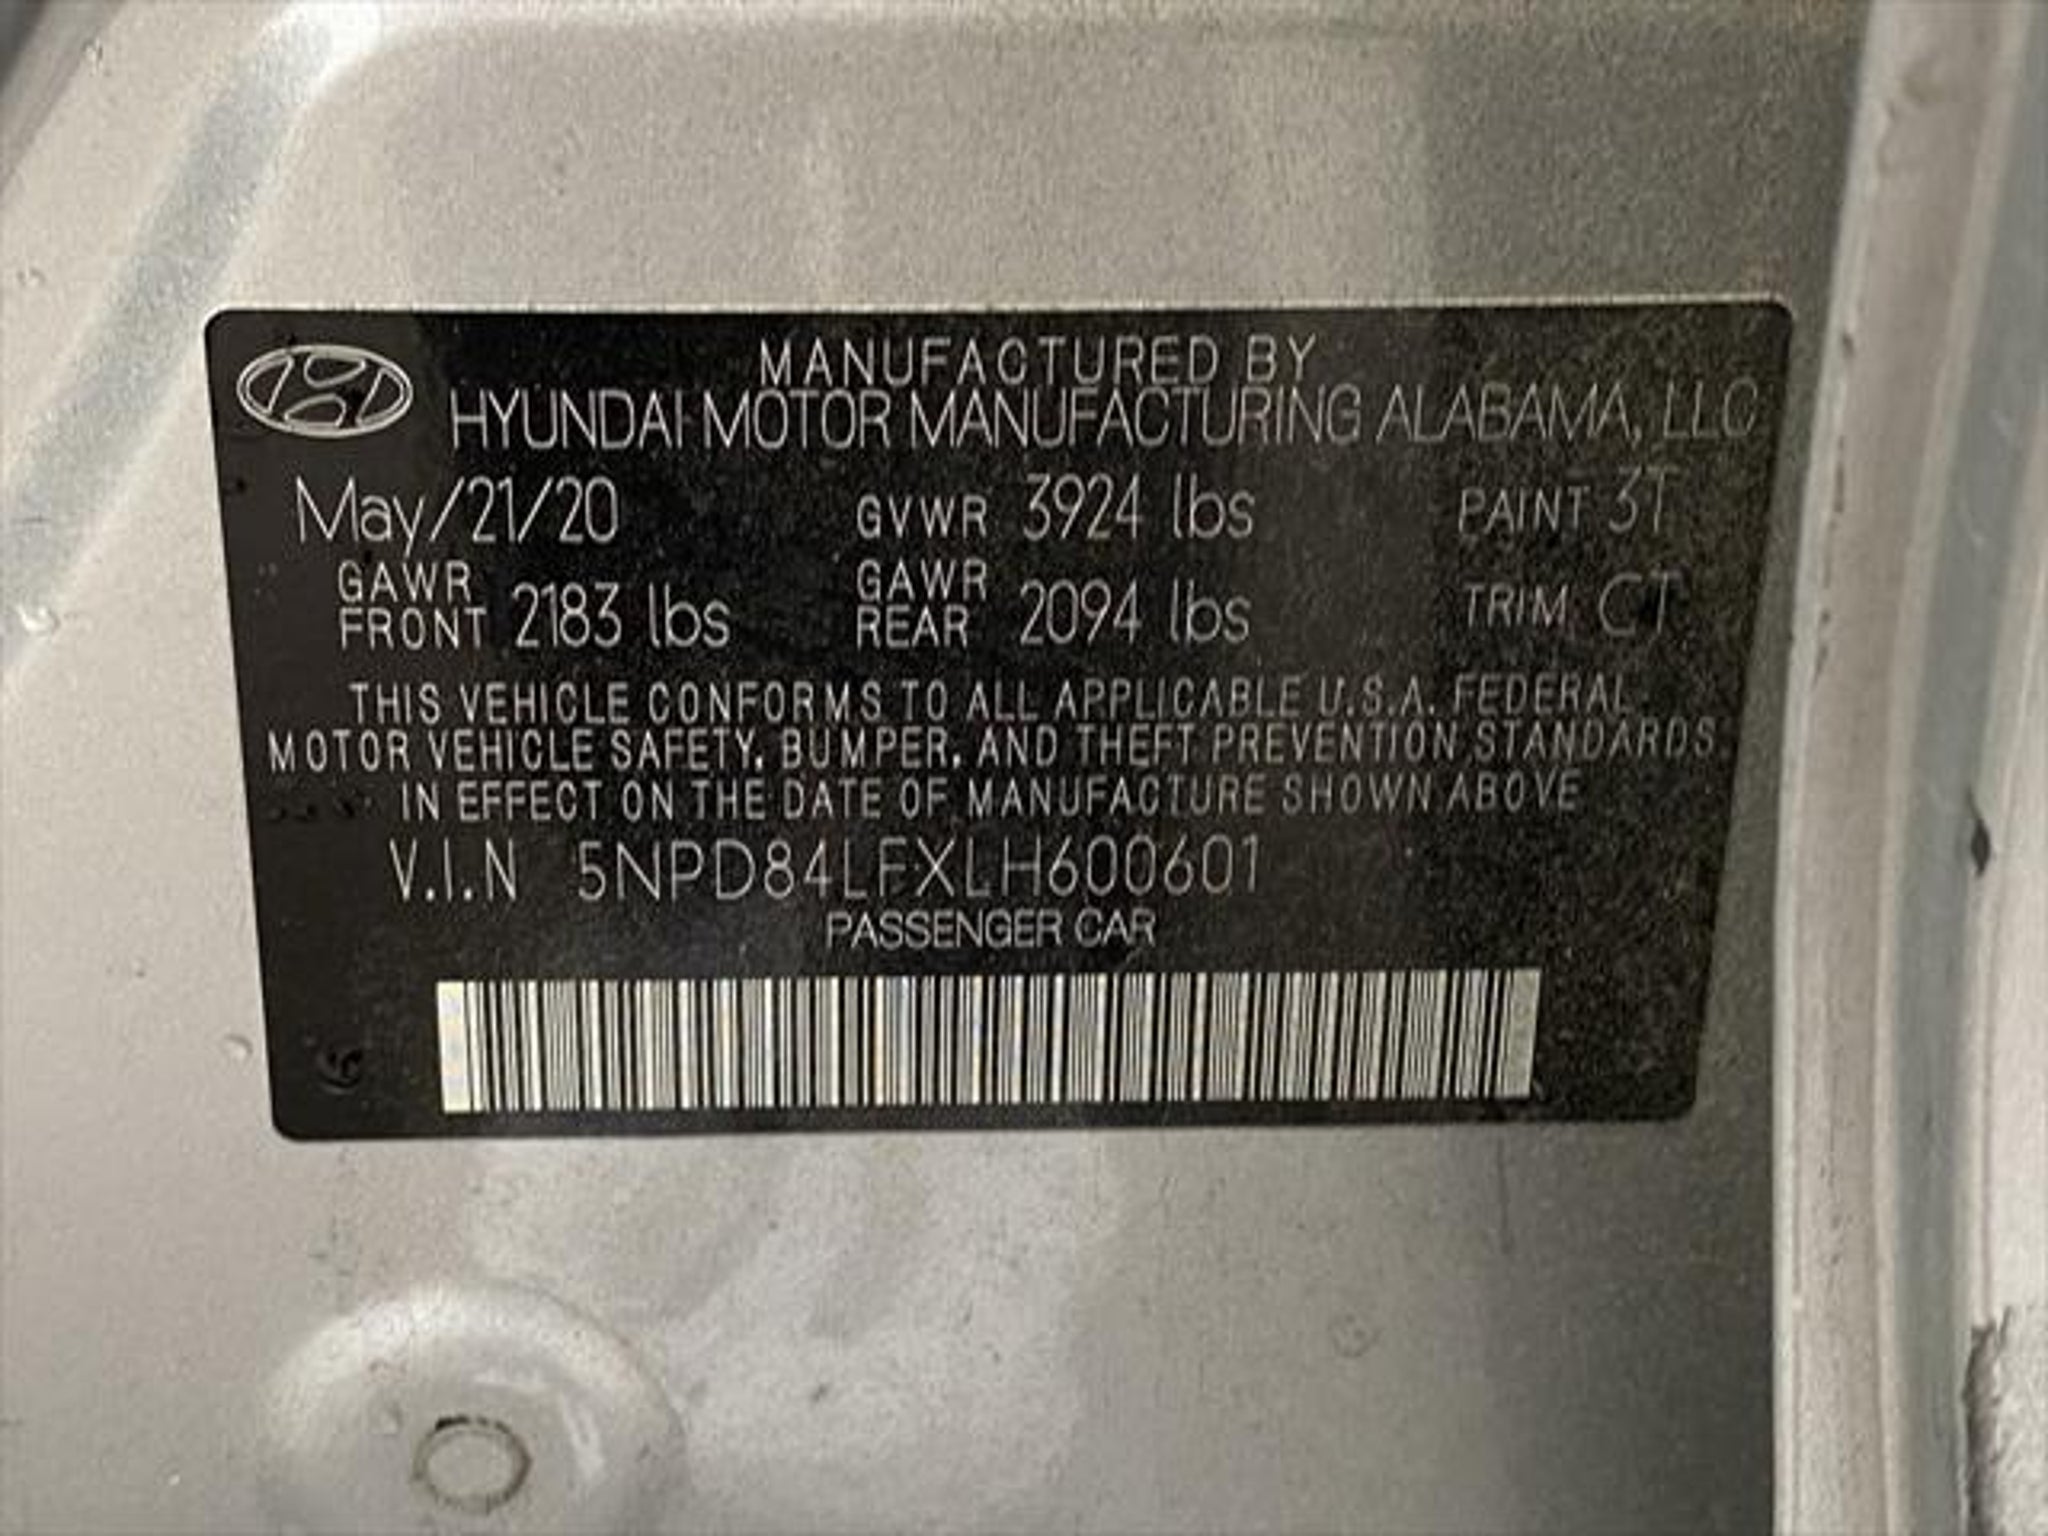 MANUFACTURED BY
HYUNDAI MOTOR MANUFACTURING ALABAMA, LLC
May/21/20 GVWR 3924 lbs PAINT 3T
GAWR FRONT 2183 lbs GAWR REAR 2094 lbs TRIM CT
THIS VEHICLE CONFORMS TO ALL APPLICABLE U.S.A. FEDERAL
MOTOR VEHICLE SAFETY, BUMPER, AND THEFT PREVENTION STANDARDS
IN EFFECT ON THE DATE OF MANUFACTURE SHOWN ABOVE
V.I.N 5NPD84LFXLH600601
PASSENGER CAR